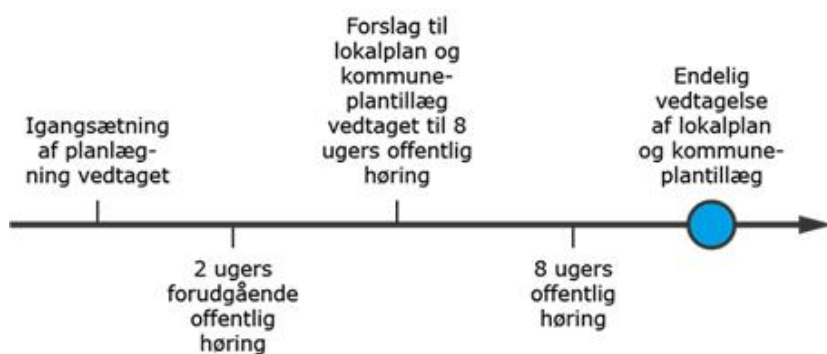 Igangsætning
af planlæg-
ning vedtaget
2 ugers
forudgående
offentlig
høring
Forslag til
lokalplan og
kommune-
plantillæg
vedtaget til 8
ugers offentlig
høring
8 ugers
offentlig
høring
Endelig
vedtagelse
af lokalplan
og kommune-
plantillæg